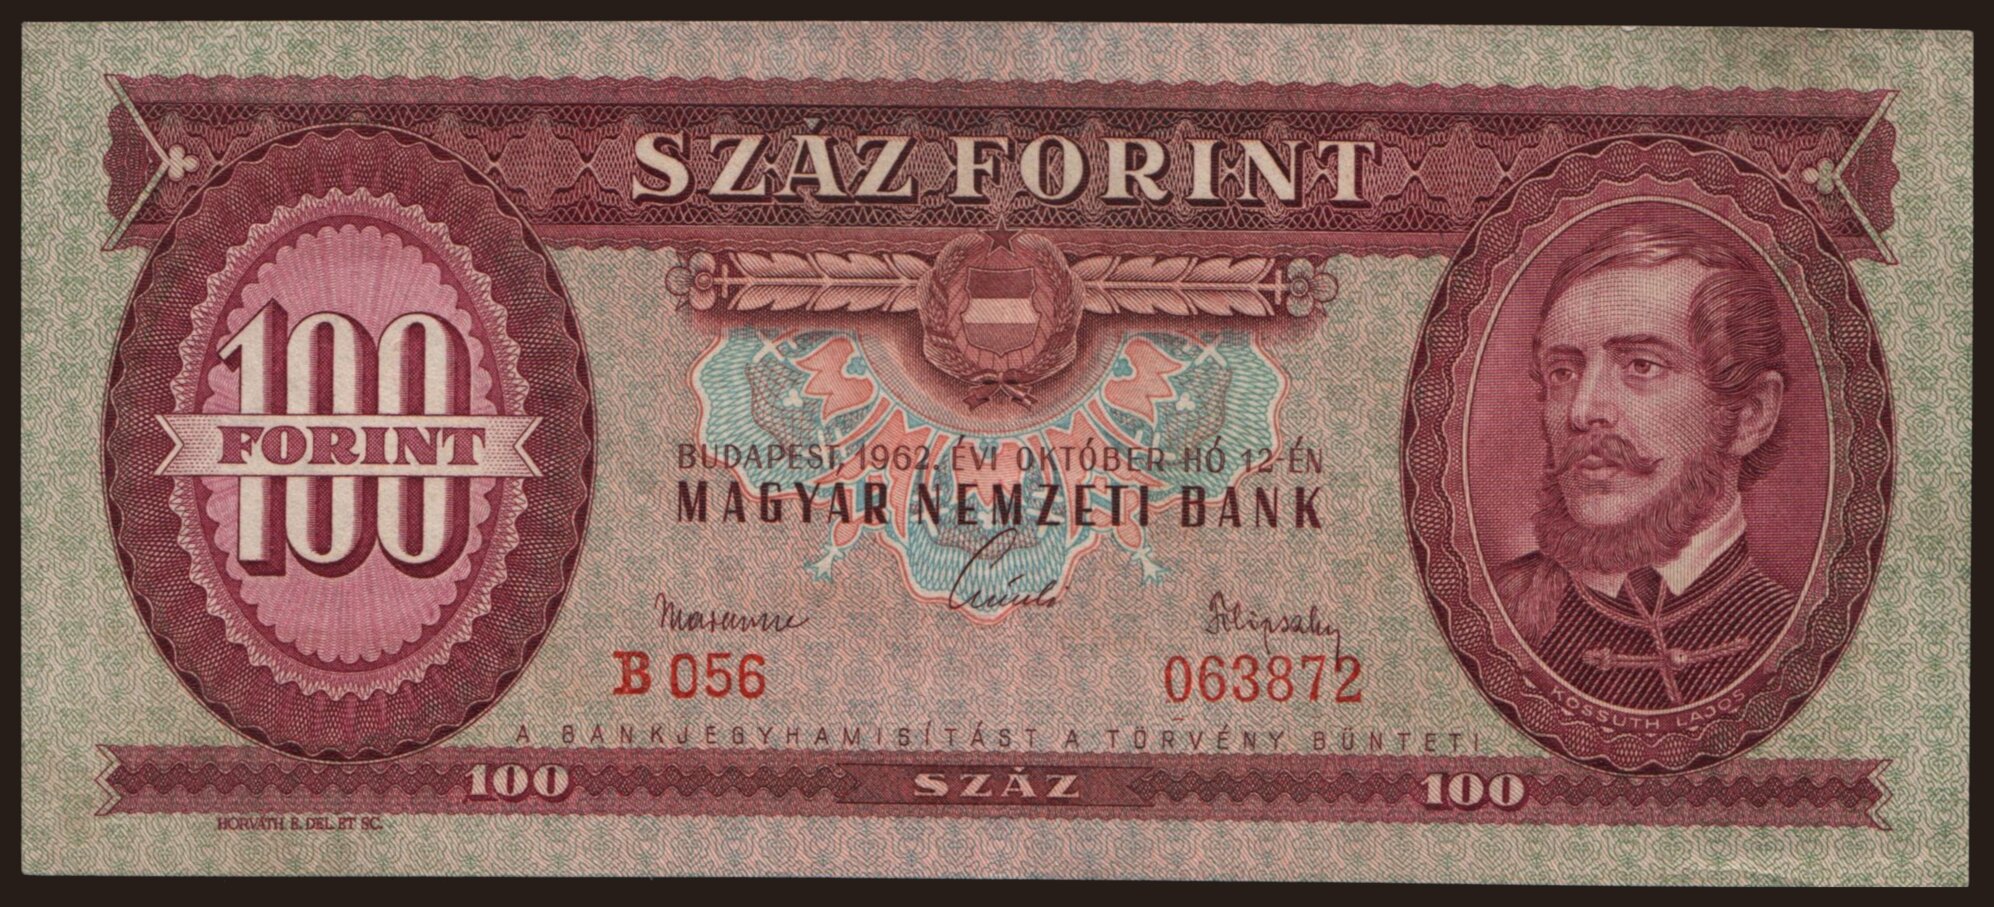 SZÁZ FORINT
100
FORINT
BUDAPEST, 1962. ÉVI OKTÓBER HÓ 12-ÉN
MAGYAR NEMZETI BANK
B 056
063872
KOSSUTH LAJOS
A BANKJEGYHAMISÍTÁST A TÖRVÉNY BÜNTETI
100 SZÁZ 100
HORVÁTH E. DEL. ET SC.